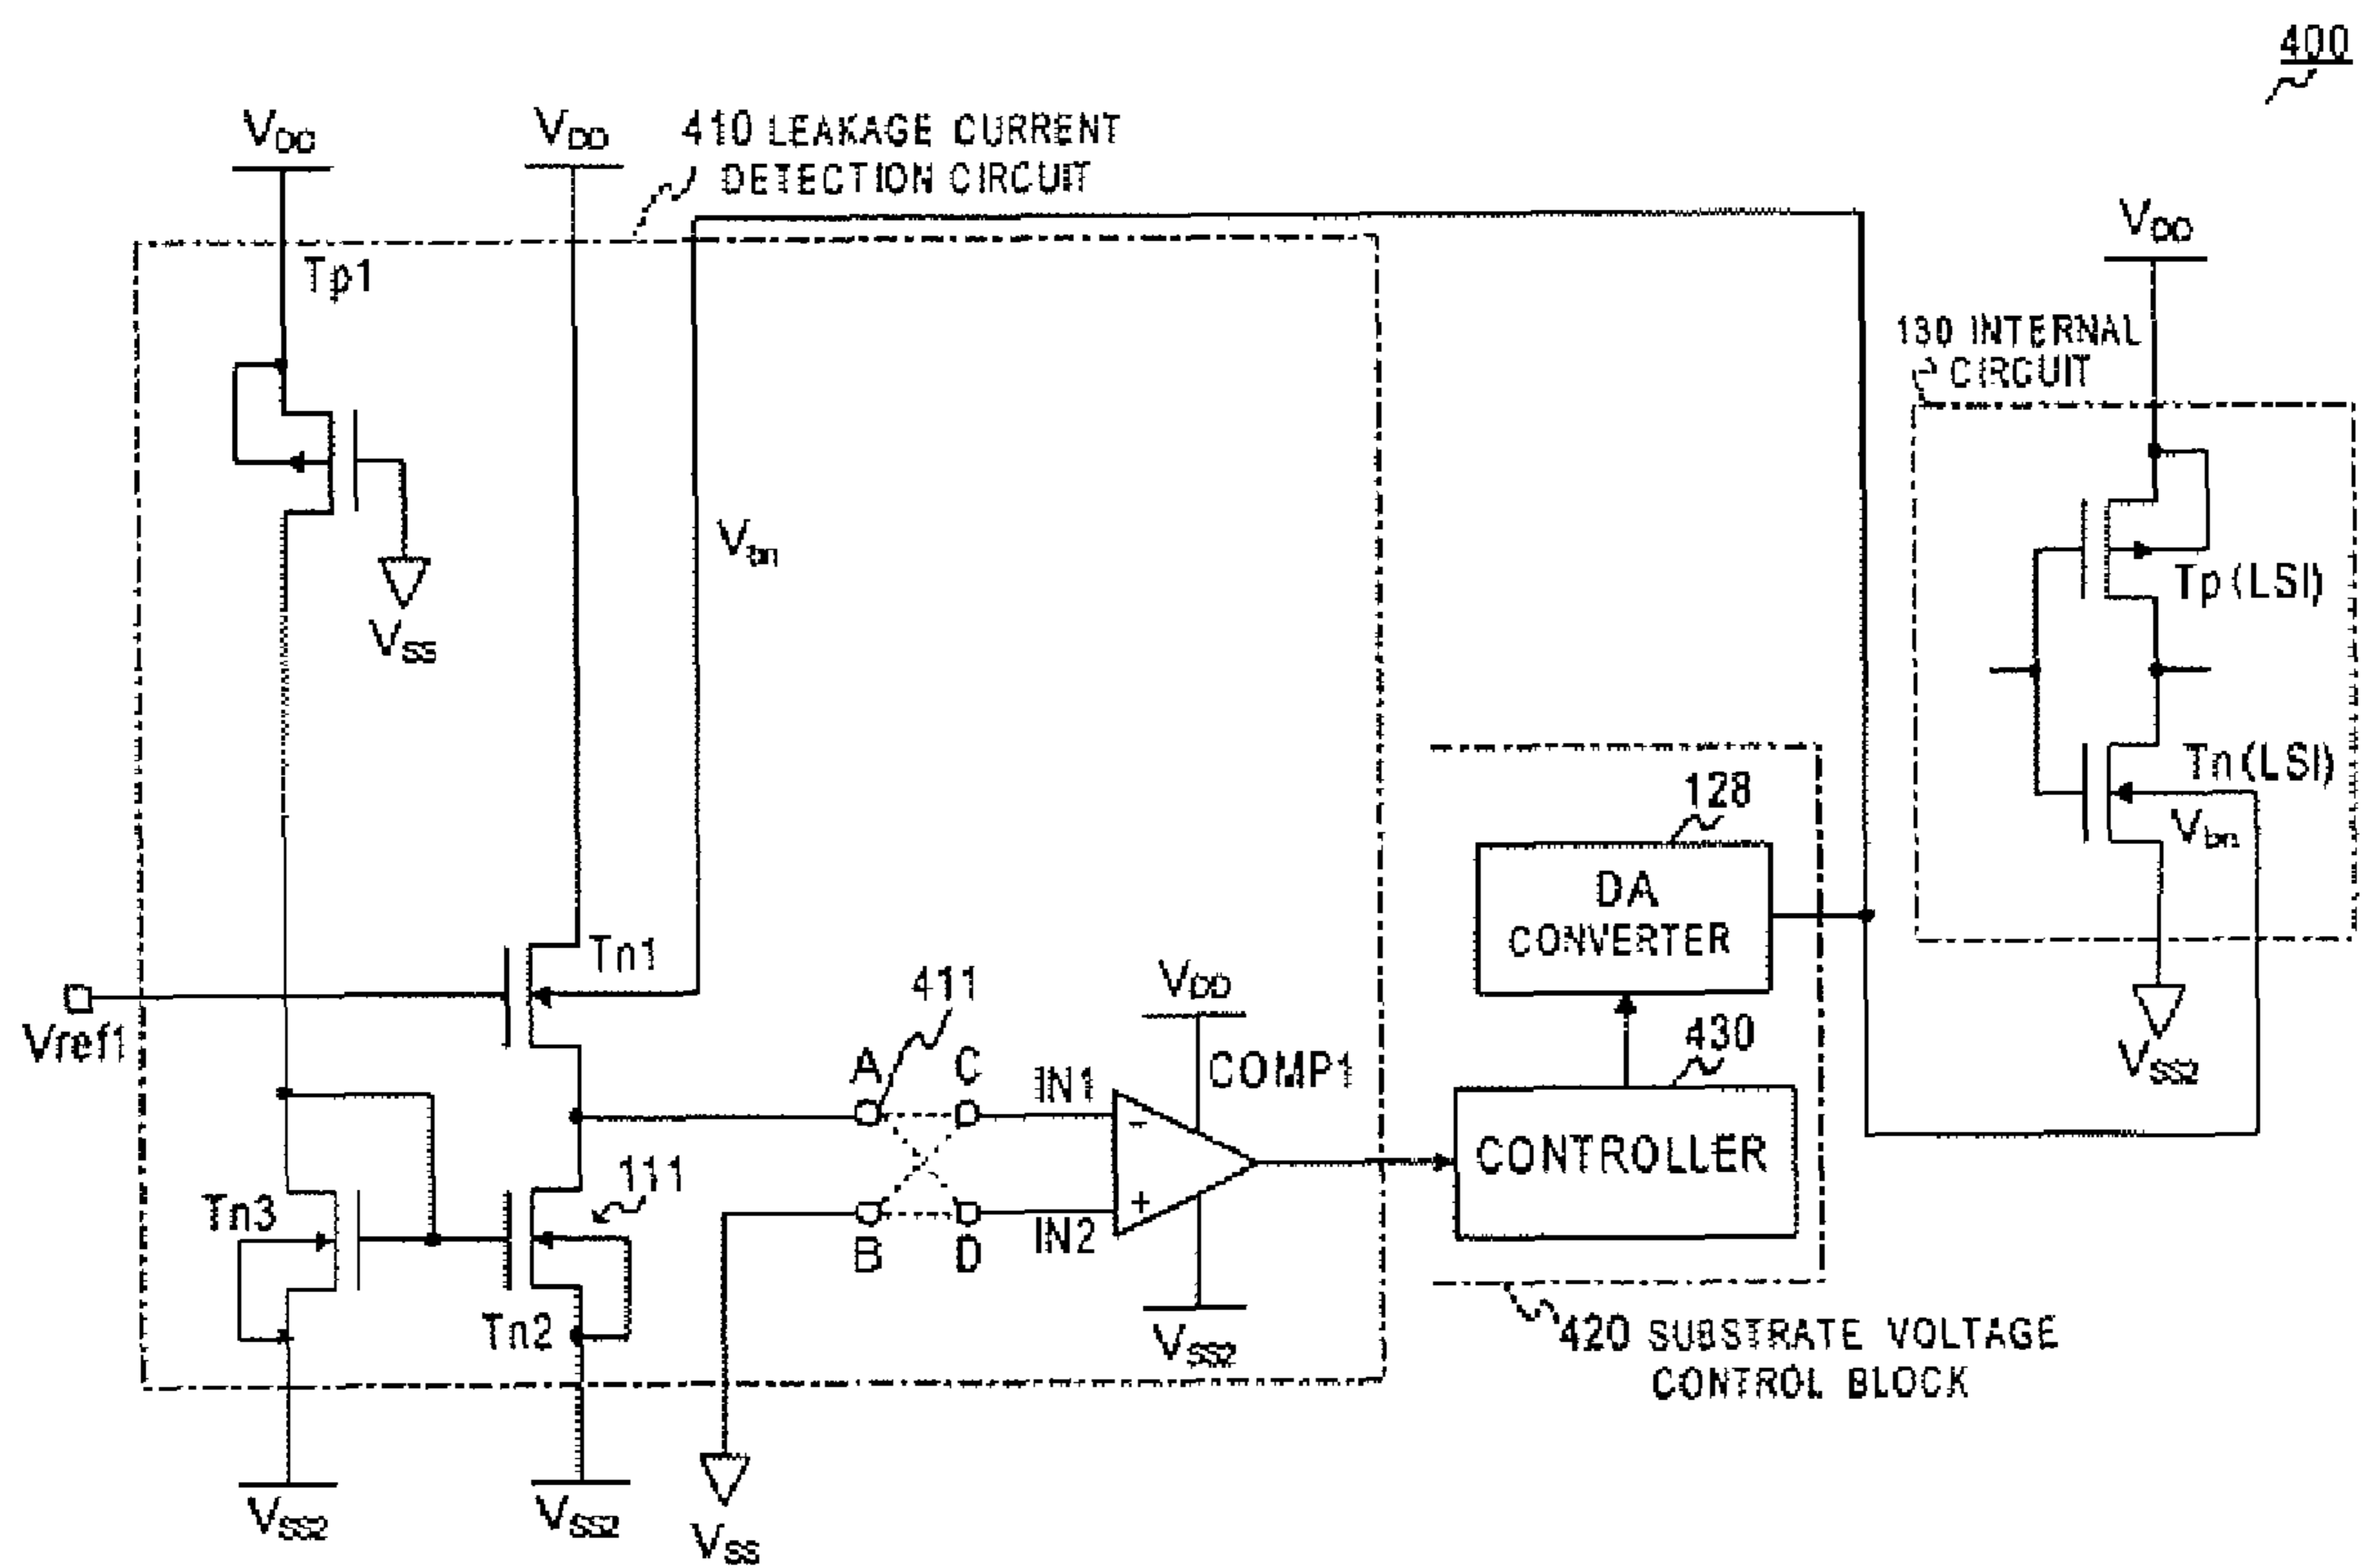 400
VDD
VDD
410 LEAKAGE CURRENT
DETECTION CIRCUIT
VDD
Tp1
130 INTERNAL
CIRCUIT
Vbn
VSS
Tp(LSI)
Tn(LSI)
128
Vbn
DA
CONVERTER
Tn1
411
VDD
430
Vref1
A
C
IN1
COMP1
VSS2
-
CONTROLLER
111
Tn3
+
B
D
IN2
Tn2
VSS2
420 SUBSTRATE VOLTAGE
CONTROL BLOCK
VSS2
VSS2
VSS